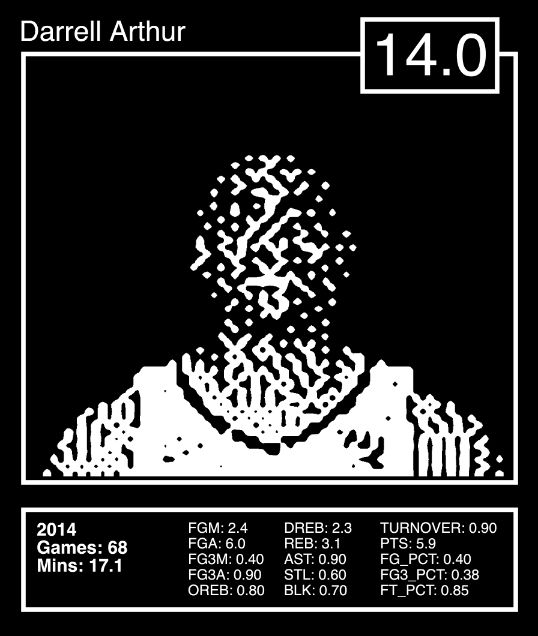 Darrell Arthur
14.0
2014
Games: 68
Mins: 17.1
FGM: 2.4
FGA: 6.0
FG3M: 0.40
FG3A: 0.90
OREB: 0.80
DREB: 2.3
REB: 3.1
AST: 0.90
STL: 0.60
BLK: 0.70
TURNOVER: 0.90
PTS: 5.9
FG_PCT: 0.40
FG3_PCT: 0.38
FT_PCT: 0.85